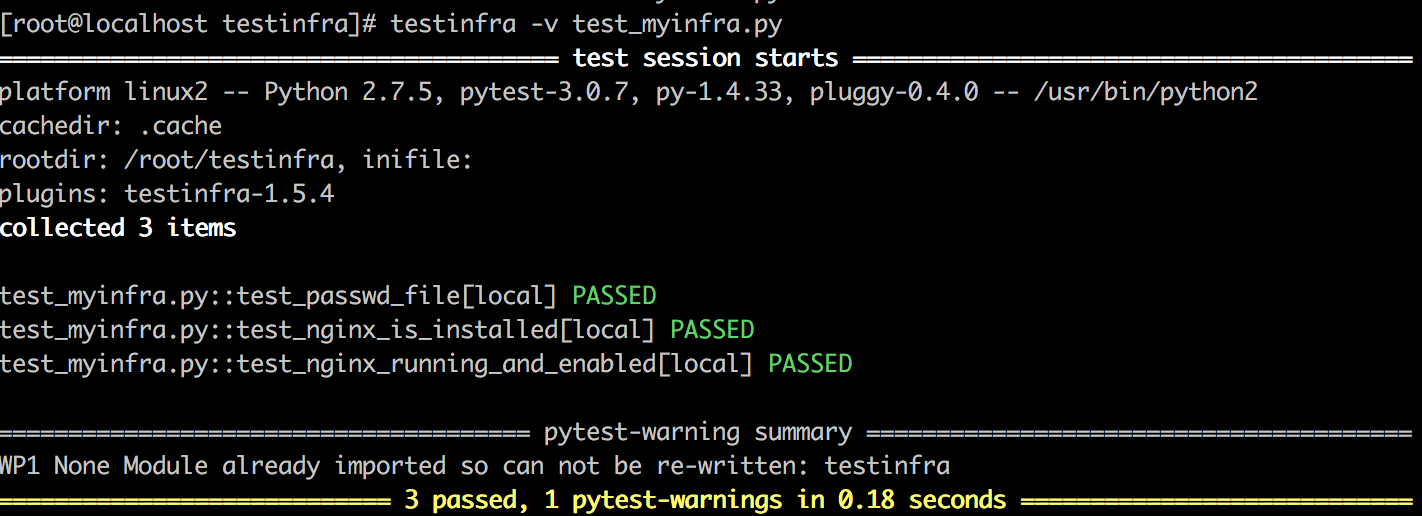 [root@localhost testinfra]# testinfra -v test_myinfra.py
======================================== test session starts ========================================
platform linux2 -- Python 2.7.5, pytest-3.0.7, py-1.4.33, pluggy-0.4.0 -- /usr/bin/python2
cachedir: .cache
rootdir: /root/testinfra, inifile:
plugins: testinfra-1.5.4
collected 3 items
test_myinfra.py::test_passwd_file[local] PASSED
test_myinfra.py::test_nginx_is_installed[local] PASSED
test_myinfra.py::test_nginx_running_and_enabled[local] PASSED
====================================== pytest-warning summary =======================================
WP1 None Module already imported so can not be re-written: testinfra
============================ 3 passed, 1 pytest-warnings in 0.18 seconds ============================